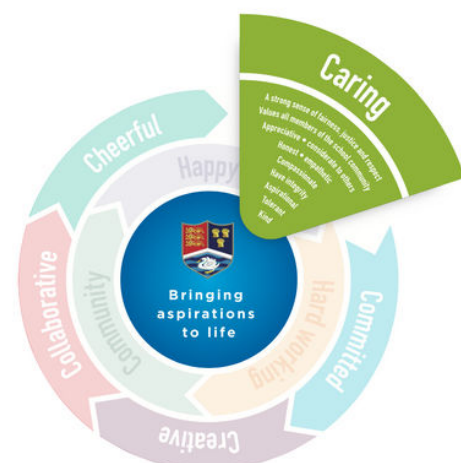 Caring
A strong sense of fairness, justice and respect
Values all members of the school community
Appreciative • considerate to others
Honest • empathetic
Compassionate
Have integrity
Aspirational
Tolerant
Kind
Cheerful
Happy
Collaborative
Community
Bringing
aspirations
to life
Hard working
Committed
Creative